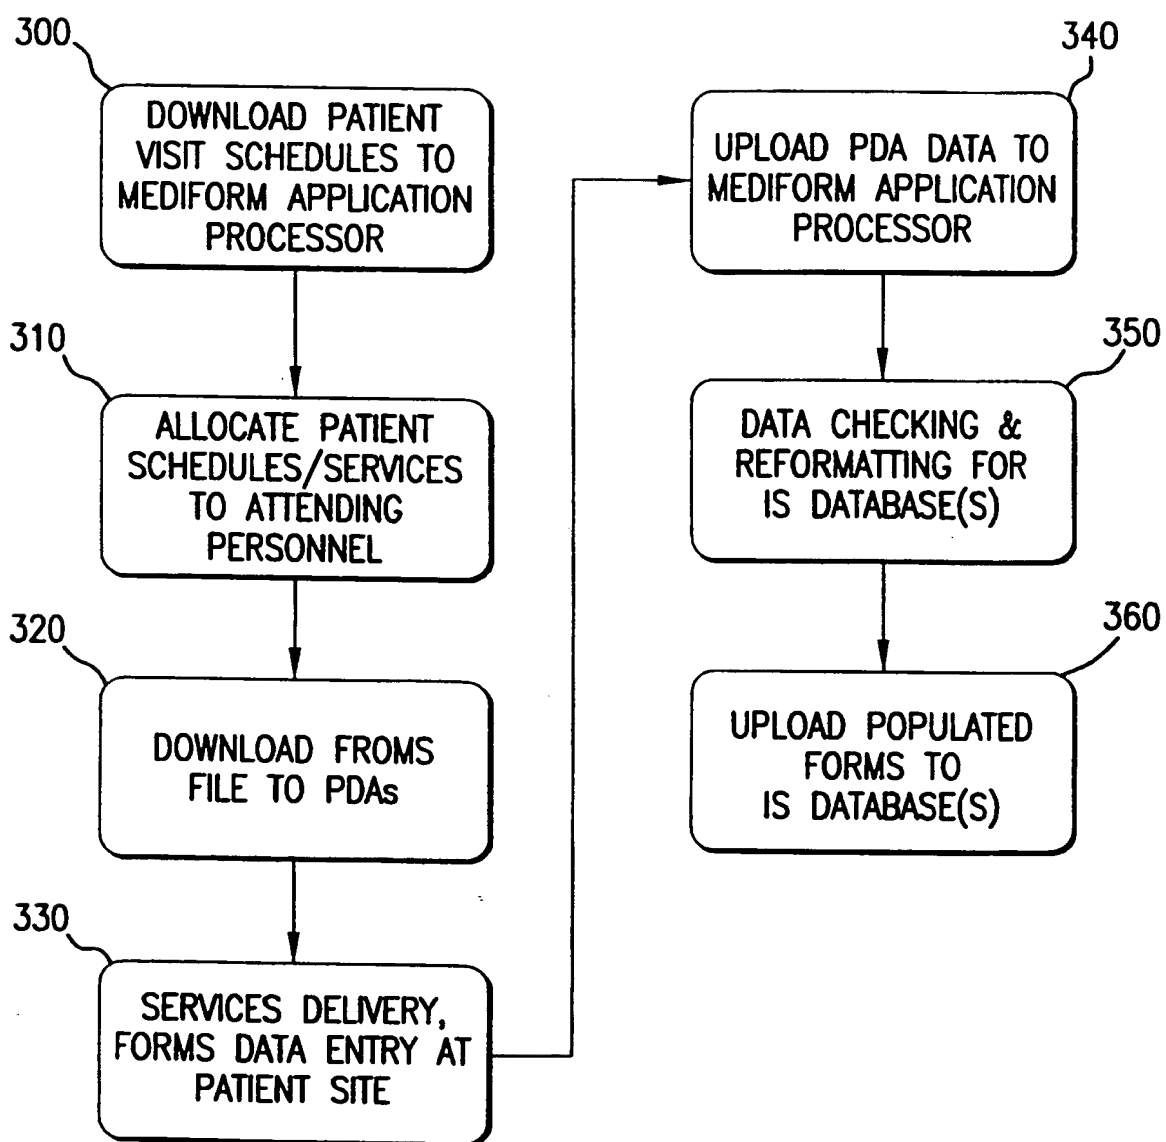 300
DOWNLOAD PATIENT
VISIT SCHEDULES TO
MEDIFORM APPLICATION
PROCESSOR
310
ALLOCATE PATIENT
SCHEDULES/SERVICES
TO ATTENDING
PERSONNEL
320
DOWNLOAD FROMS
FILE TO PDAs
330
SERVICES DELIVERY,
FORMS DATA ENTRY AT
PATIENT SITE
340
UPLOAD PDA DATA TO
MEDIFORM APPLICATION
PROCESSOR
350
DATA CHECKING &
REFORMATTING FOR
IS DATABASE(S)
360
UPLOAD POPULATED
FORMS TO
IS DATABASE(S)